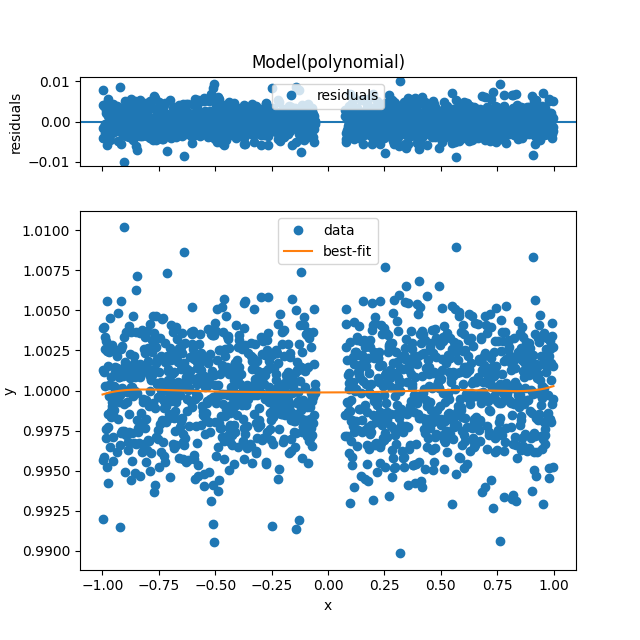 Model(polynomial)
0.01
0.00
−0.01
residuals
residuals
1.0100
1.0075
1.0050
1.0025
1.0000
0.9975
0.9950
0.9925
0.9900
y
data
best-fit
−1.00 −0.75 −0.50 −0.25 0.00 0.25 0.50 0.75 1.00
x